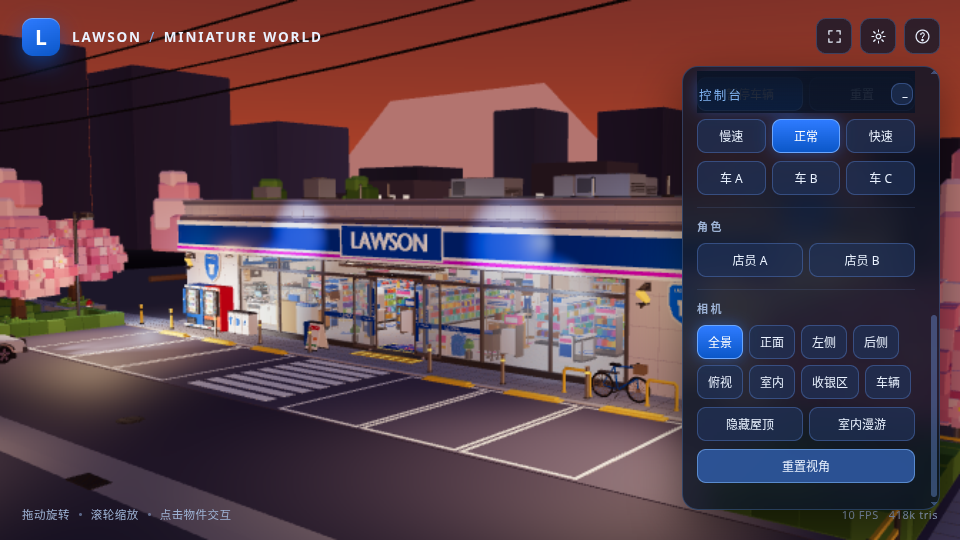 L LAWSON / MINIATURE WORLD
控制台
重置
慢速 正常 快速
车 A 车 B 车 C
角色
店员 A 店员 B
相机
全景 正面 左侧 后侧
俯视 室内 收银区 车辆
隐藏屋顶 室内漫游
重置视角
LAWSON
拖动旋转 • 滚轮缩放 • 点击物件交互
10 FPS 418k tris